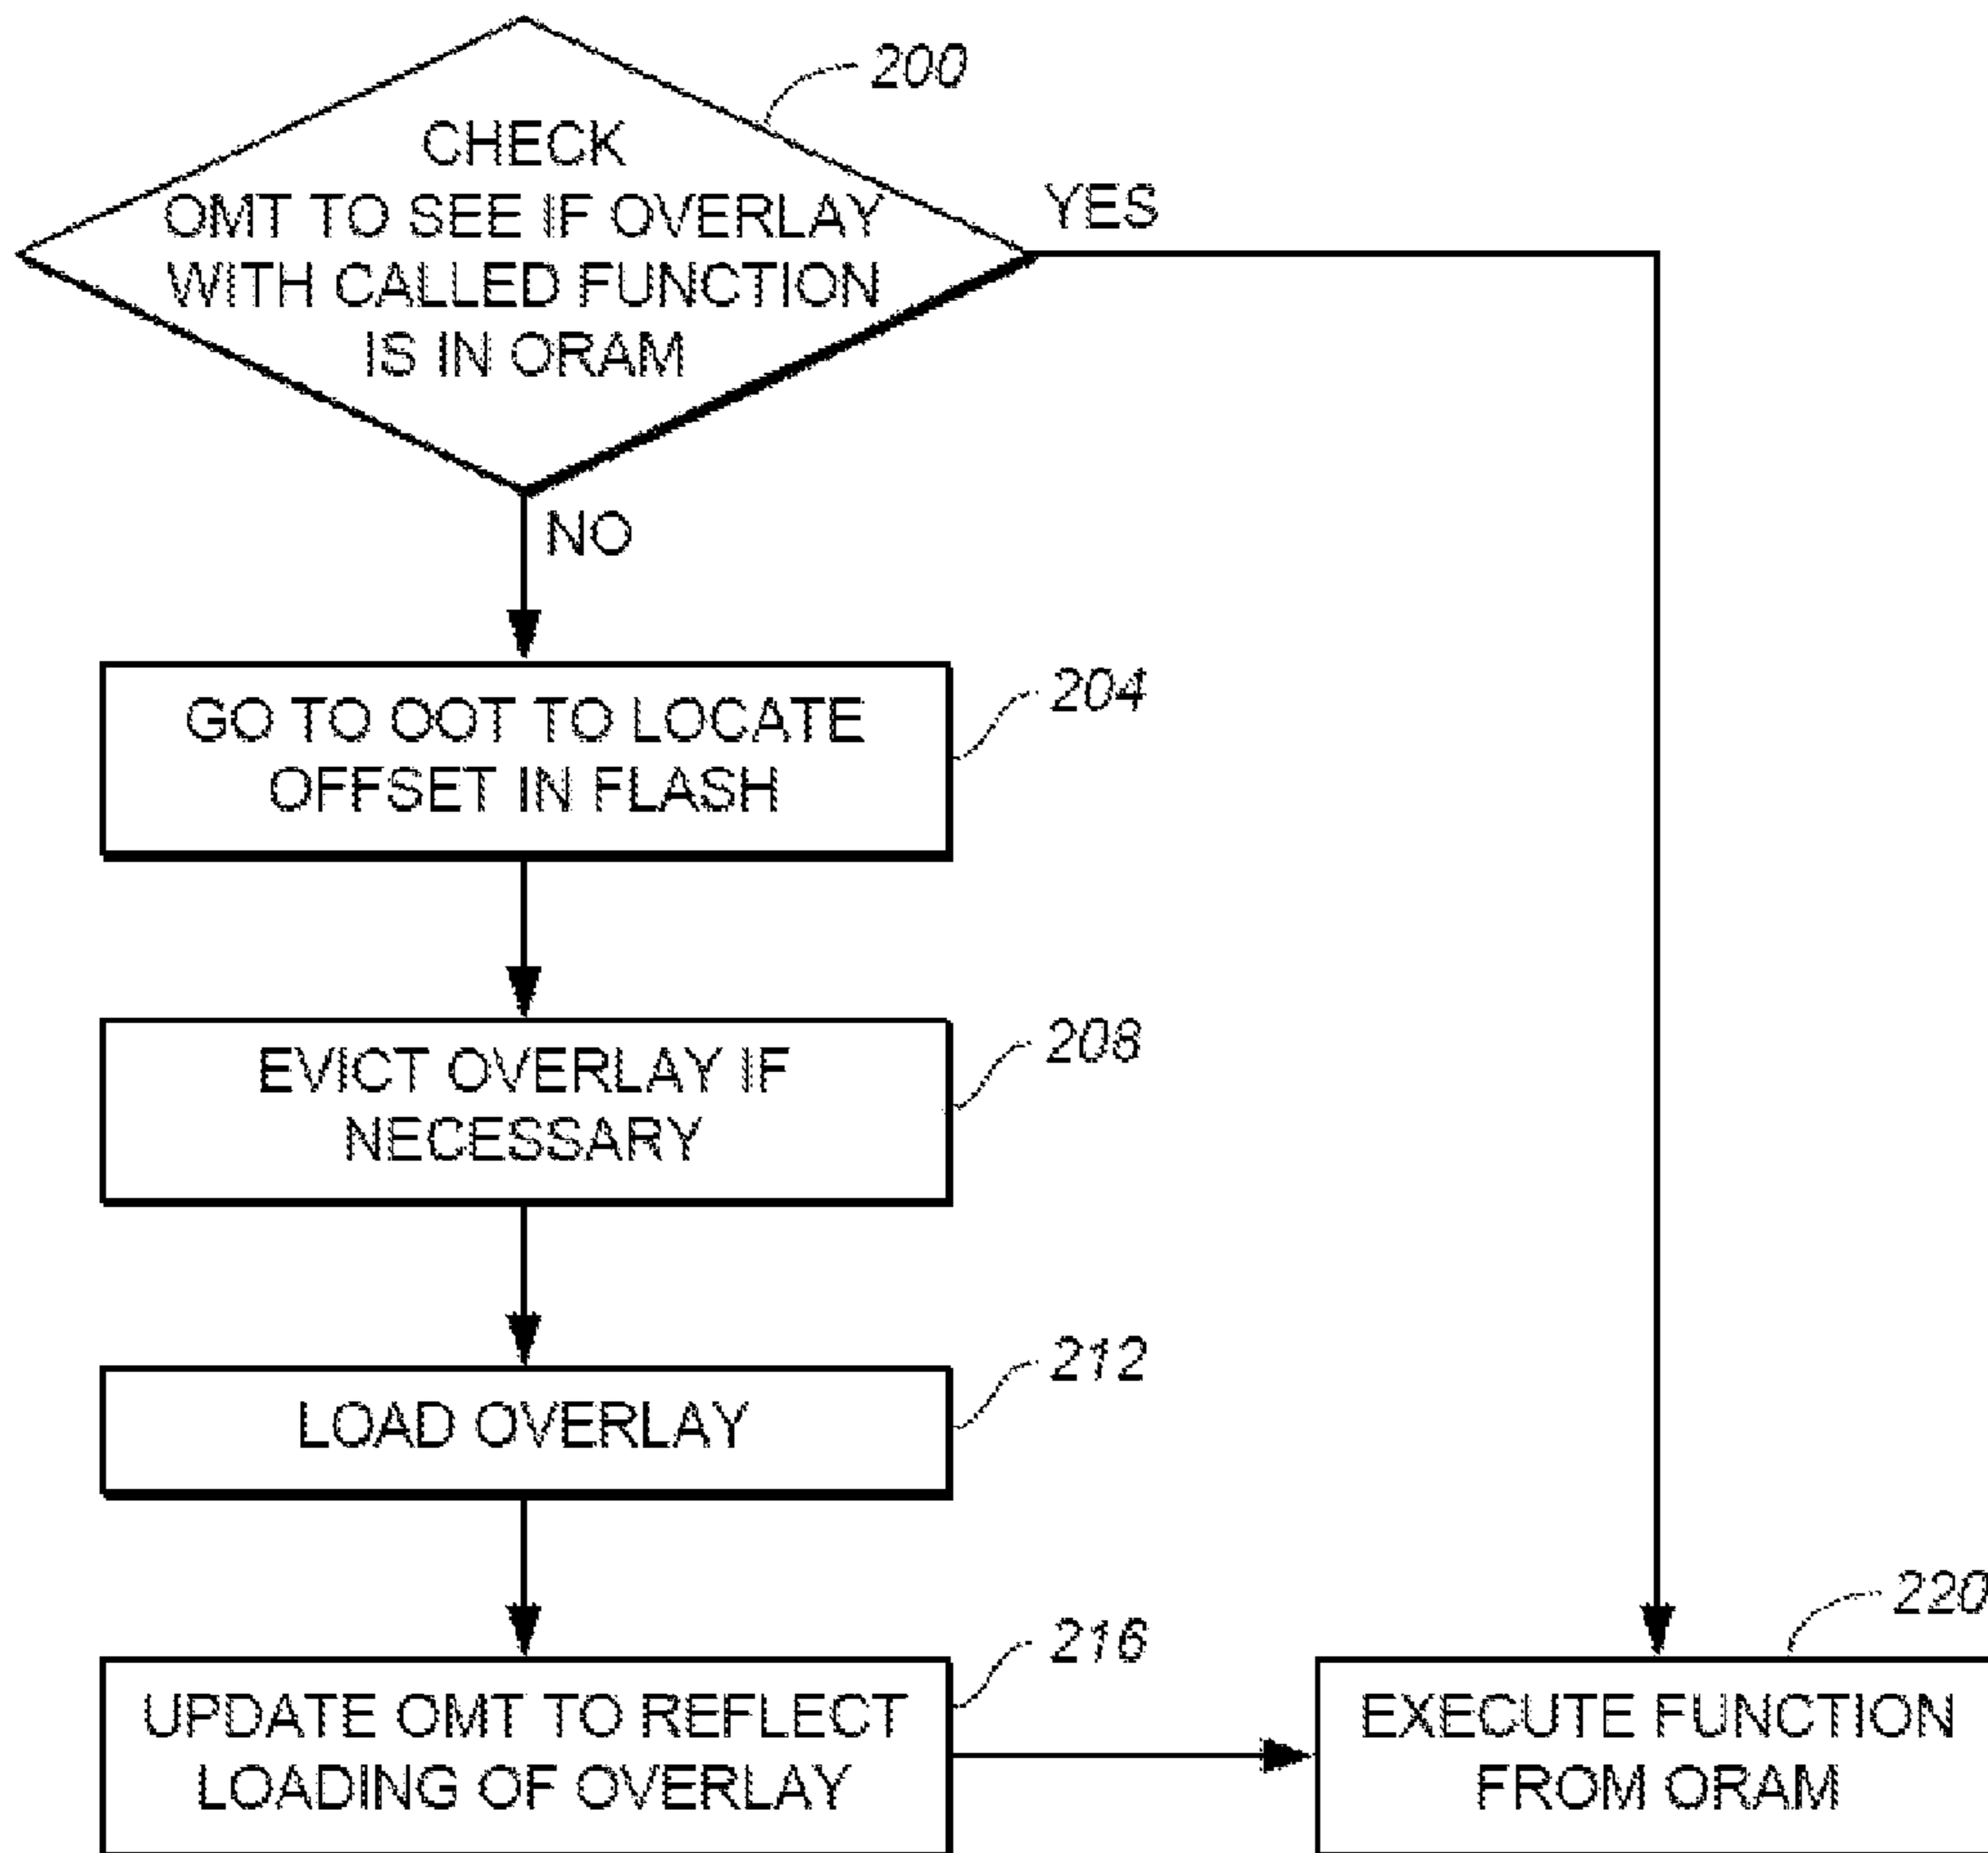 200
CHECK
OMT TO SEE IF OVERLAY
WITH CALLED FUNCTION
IS IN ORAM
YES
NO
204
GO TO OOT TO LOCATE
OFFSET IN FLASH
208
EVICT OVERLAY IF
NECESSARY
212
LOAD OVERLAY
216
UPDATE OMT TO REFLECT
LOADING OF OVERLAY
220
EXECUTE FUNCTION
FROM ORAM